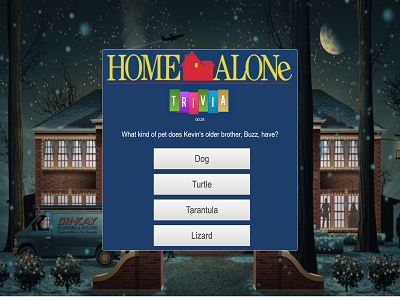 HOME ALONe
TRIVIA
00:28
What kind of pet does Kevin's older brother, Buzz, have?
Dog
Turtle
Tarantula
Lizard
OH-KAY
PLUMBING & HEATING